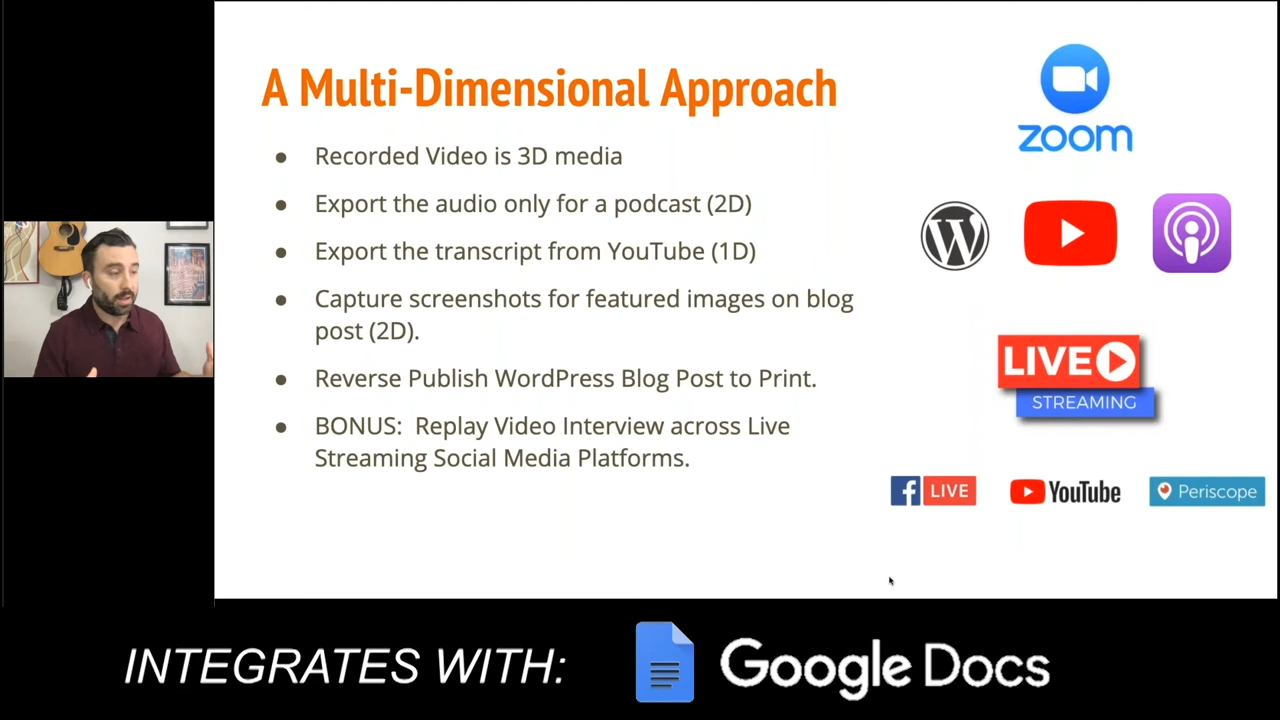 A Multi-Dimensional Approach
● Recorded Video is 3D media
● Export the audio only for a podcast (2D)
● Export the transcript from YouTube (1D)
● Capture screenshots for featured images on blog
post (2D).
● Reverse Publish WordPress Blog Post to Print.
● BONUS:  Replay Video Interview across Live
Streaming Social Media Platforms.
zoom
W
LIVE
STREAMING
f LIVE
YouTube
Periscope
INTEGRATES WITH:
Google Docs